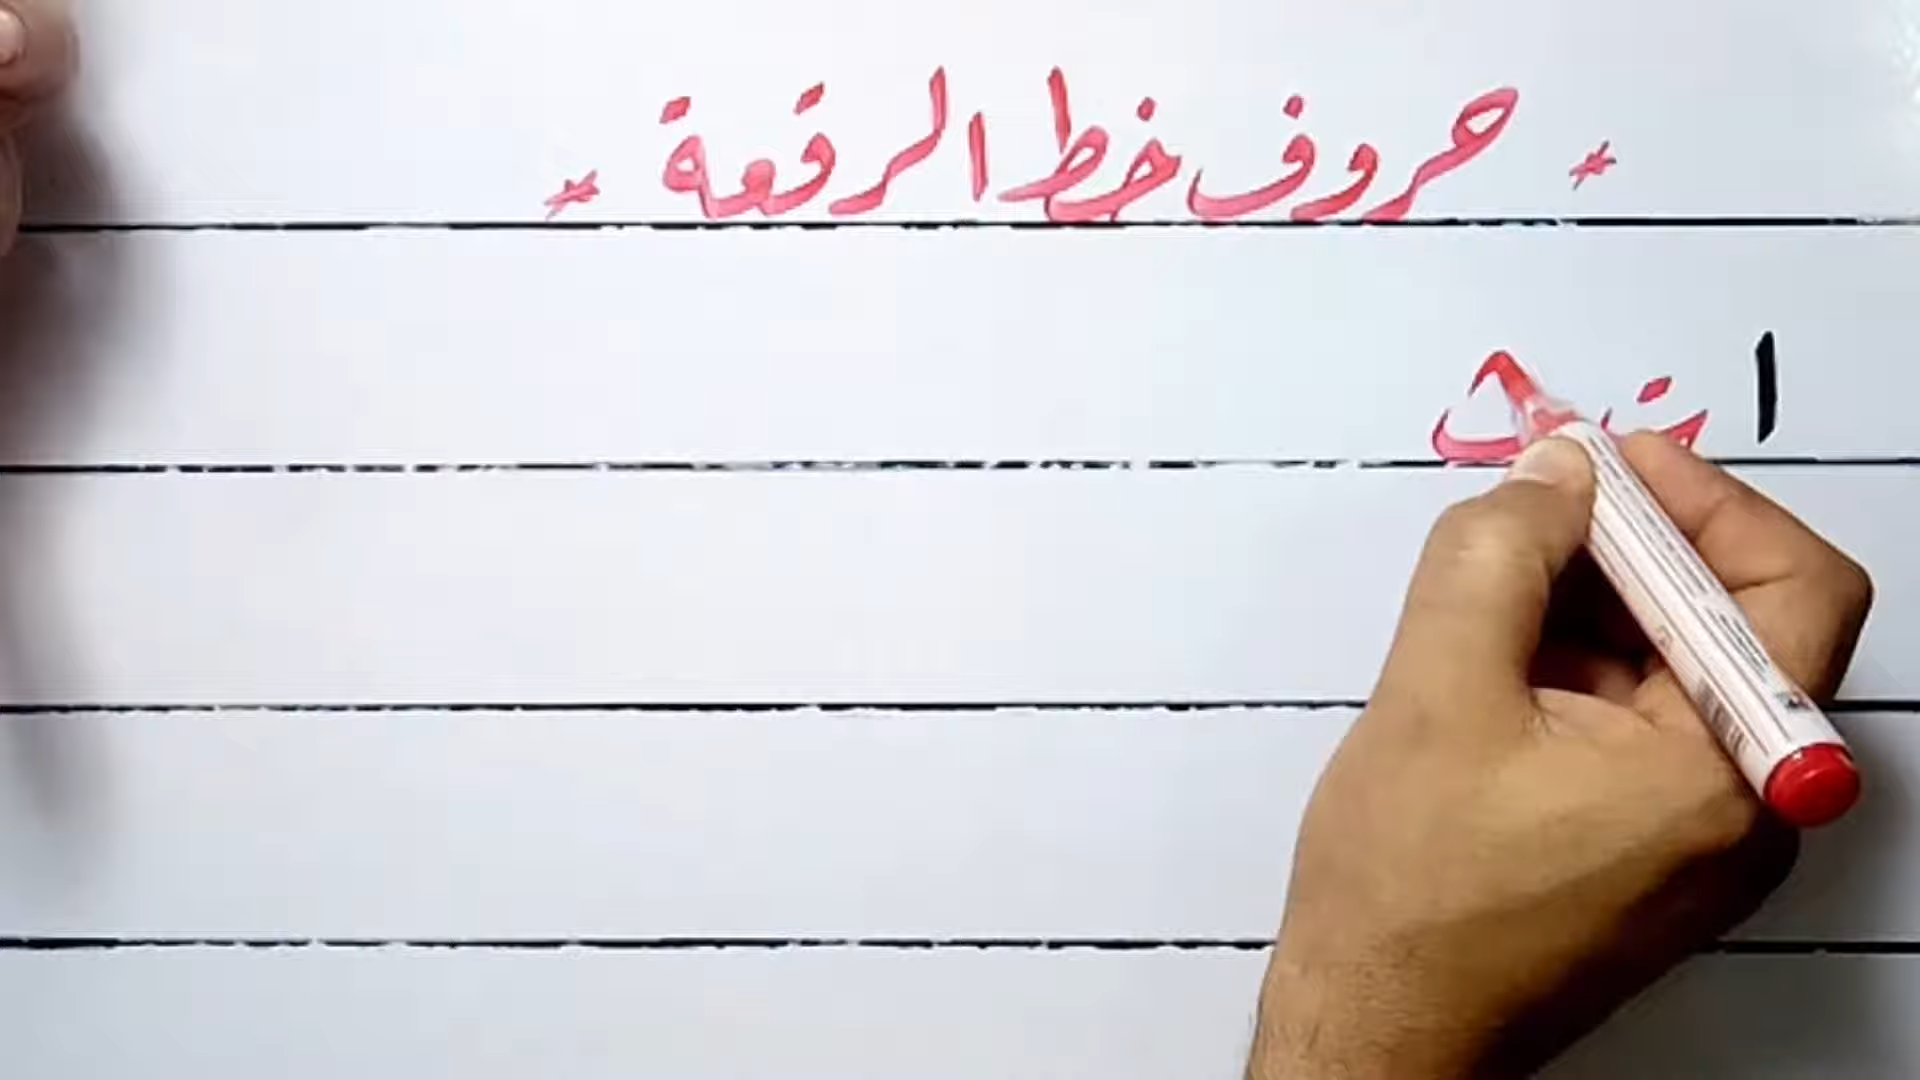 * حروف خط الرقعة *
ا ت ث